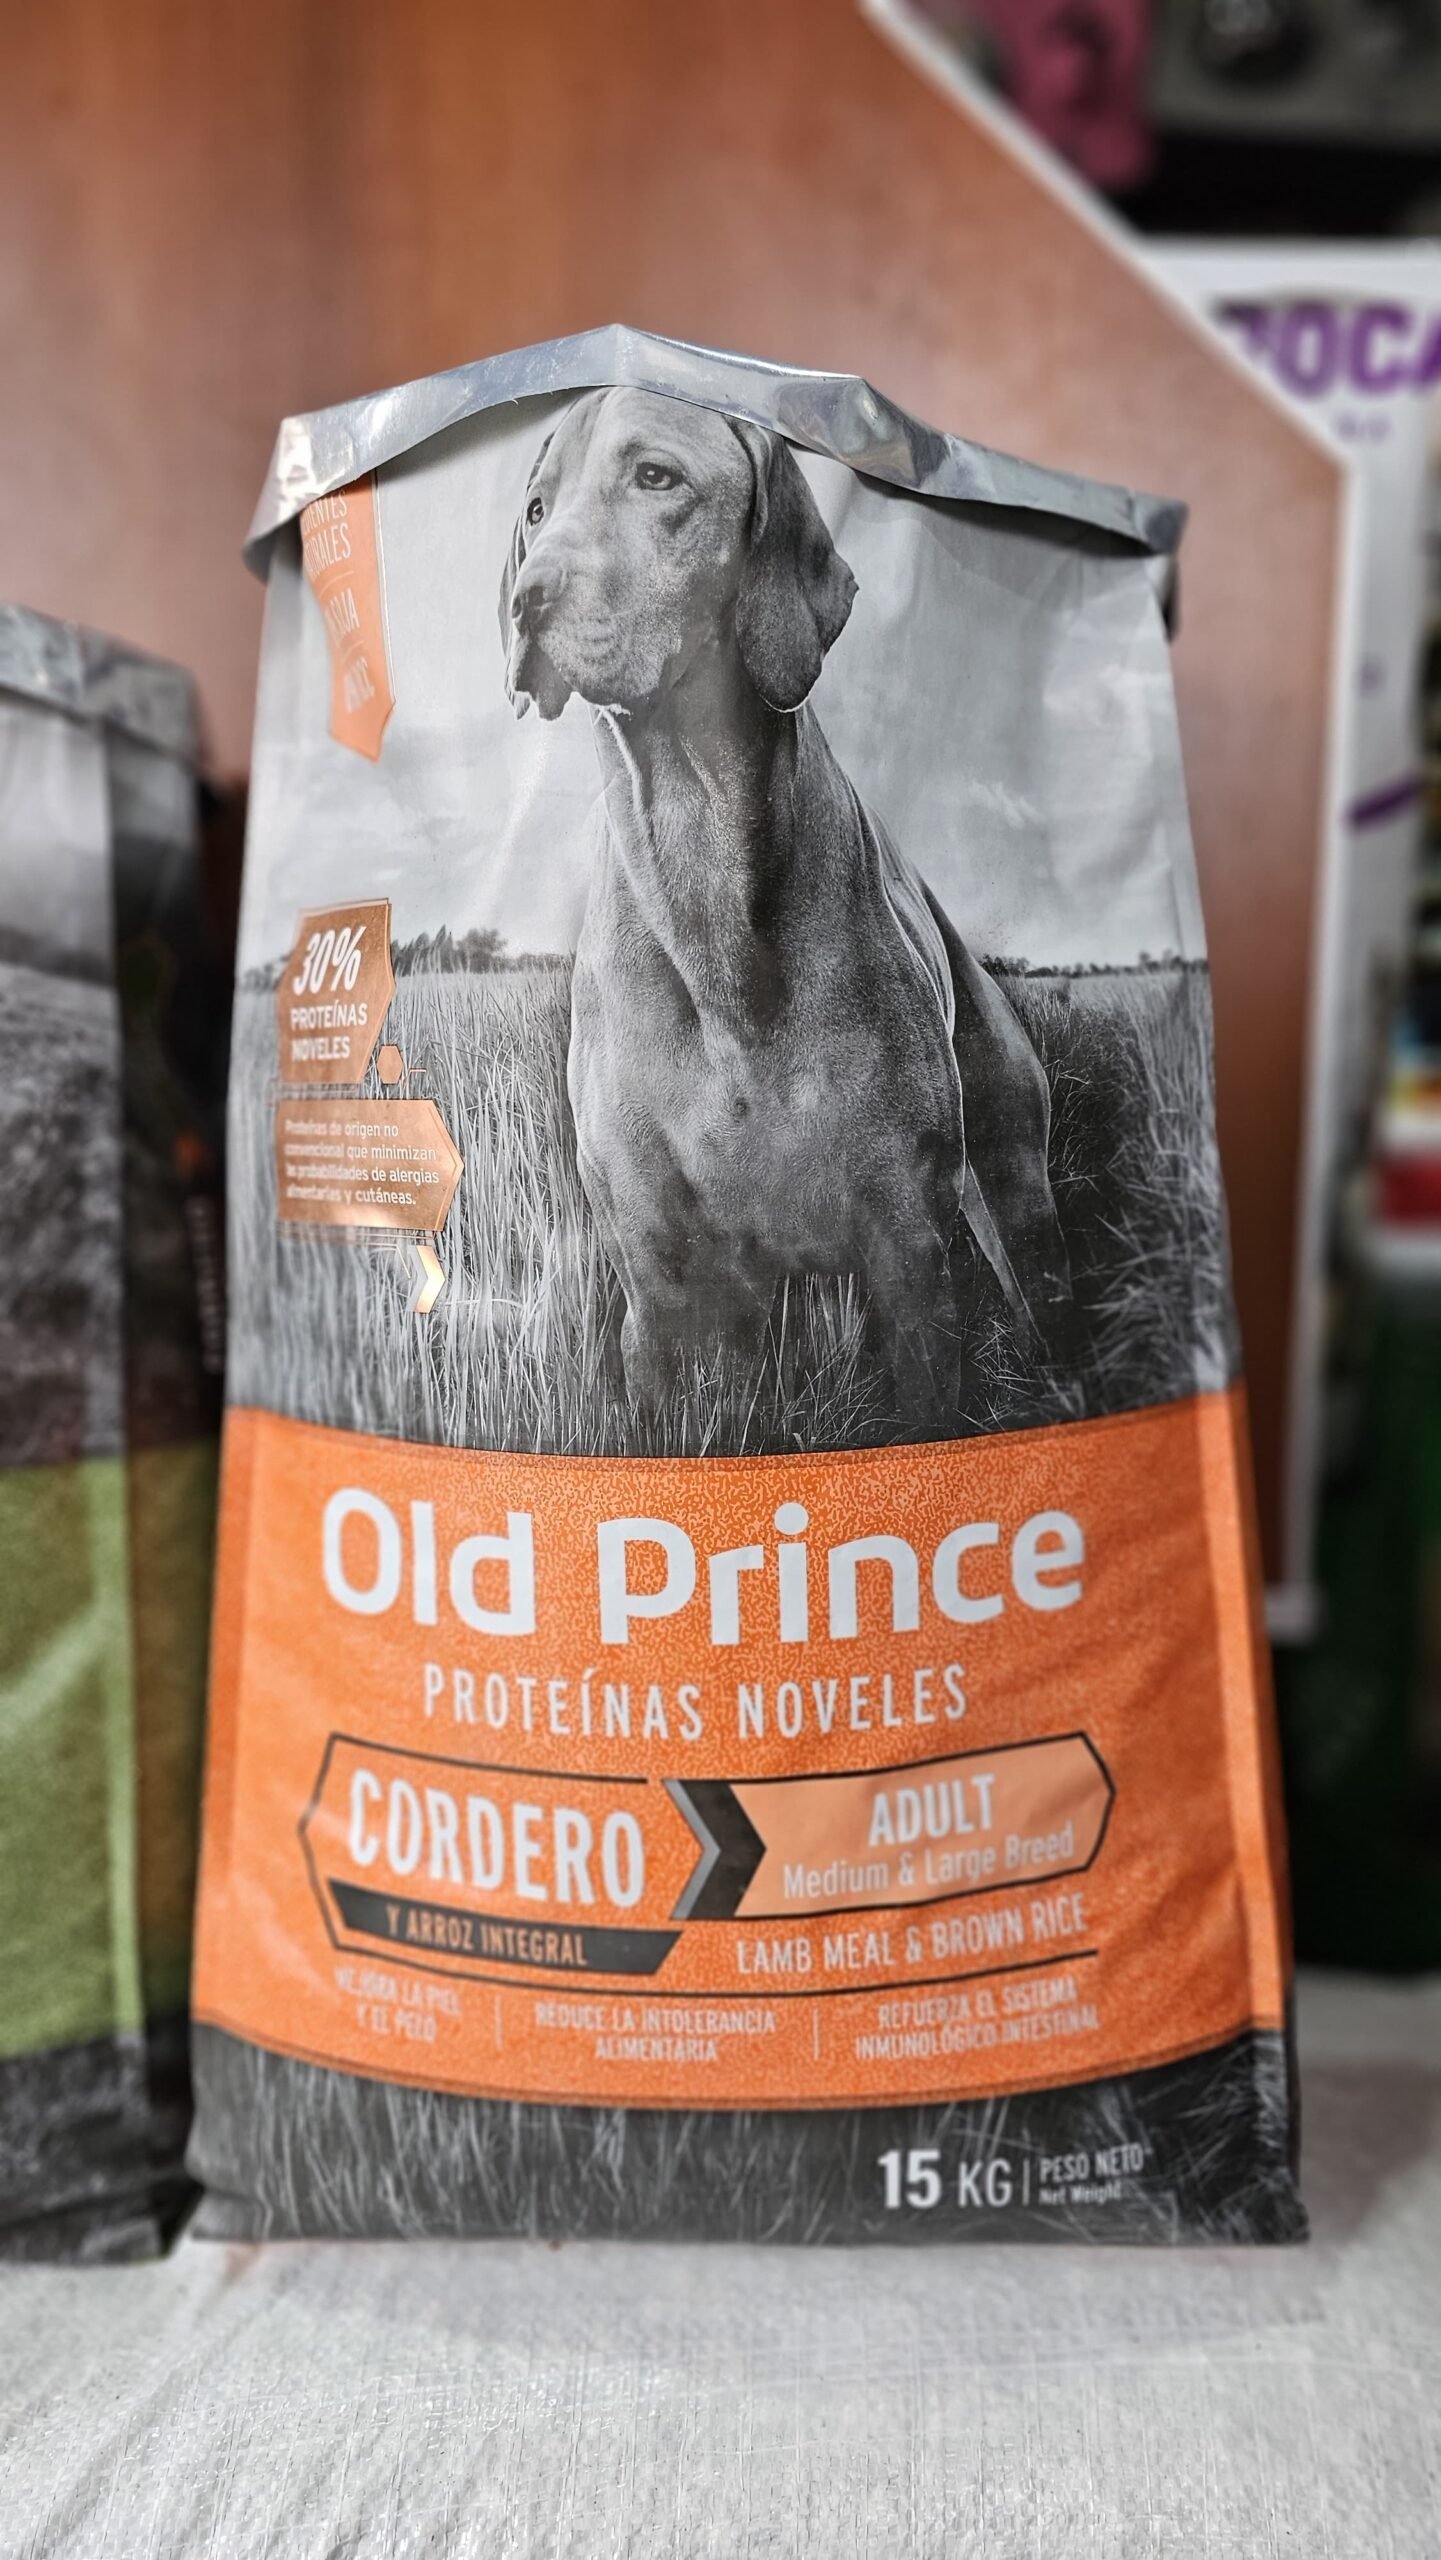 SOJA
30%
PROTEÍNAS
NOVELES
Proteínas de origen no
convencional que minimizan
las probabilidades de alergias
alimentarias y cutáneas.
Old Prince
PROTEÍNAS NOVELES
CORDERO
Y ARROZ INTEGRAL
ADULT
Medium & Large Breed
LAMB MEAL & BROWN RICE
MEJORA LA PIEL
Y EL PELO
REDUCE LA INTOLERANCIA
ALIMENTARIA
REFUERZA EL SISTEMA
INMUNOLÓGICO INTESTINAL
15 KG
PESO NETO
Net Weight